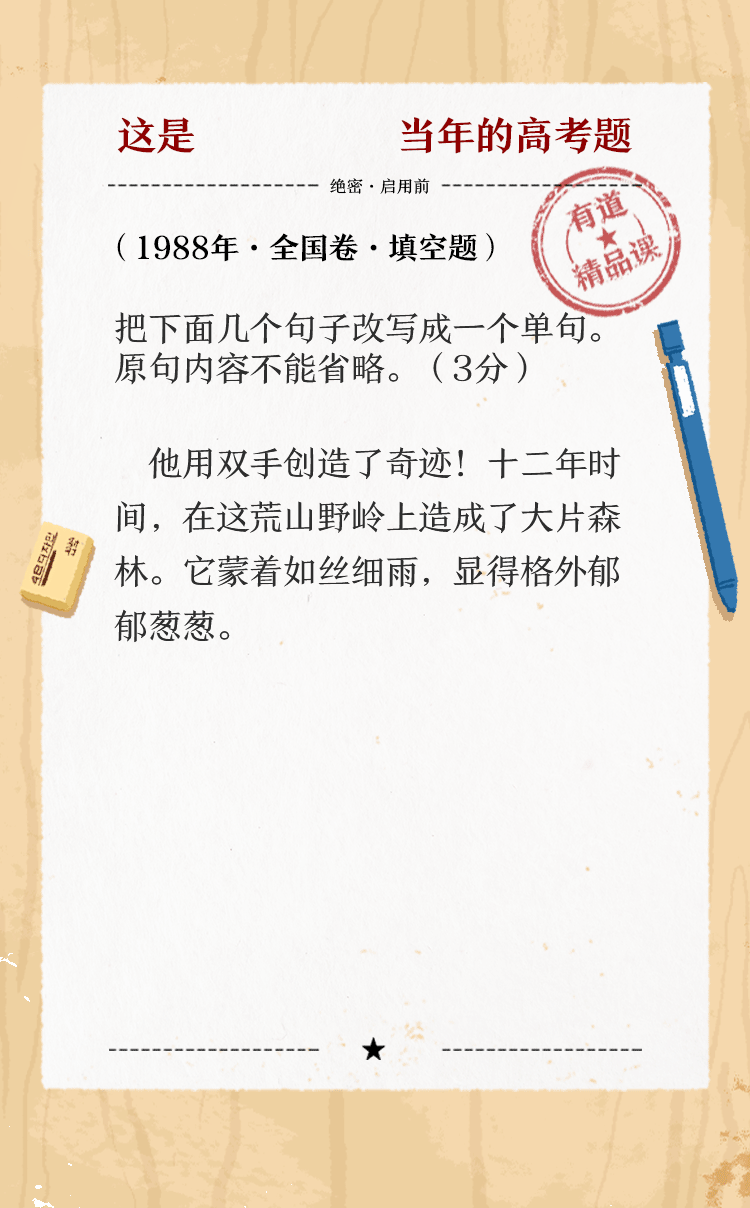 这是 当年的高考题
绝密·启用前
有道
精品课
（1988年·全国卷·填空题）
把下面几个句子改写成一个单句。
原句内容不能省略。（3分）
他用双手创造了奇迹！十二年时
间，在这荒山野岭上造成了大片森
林。它蒙着如丝细雨，显得格外郁
郁葱葱。